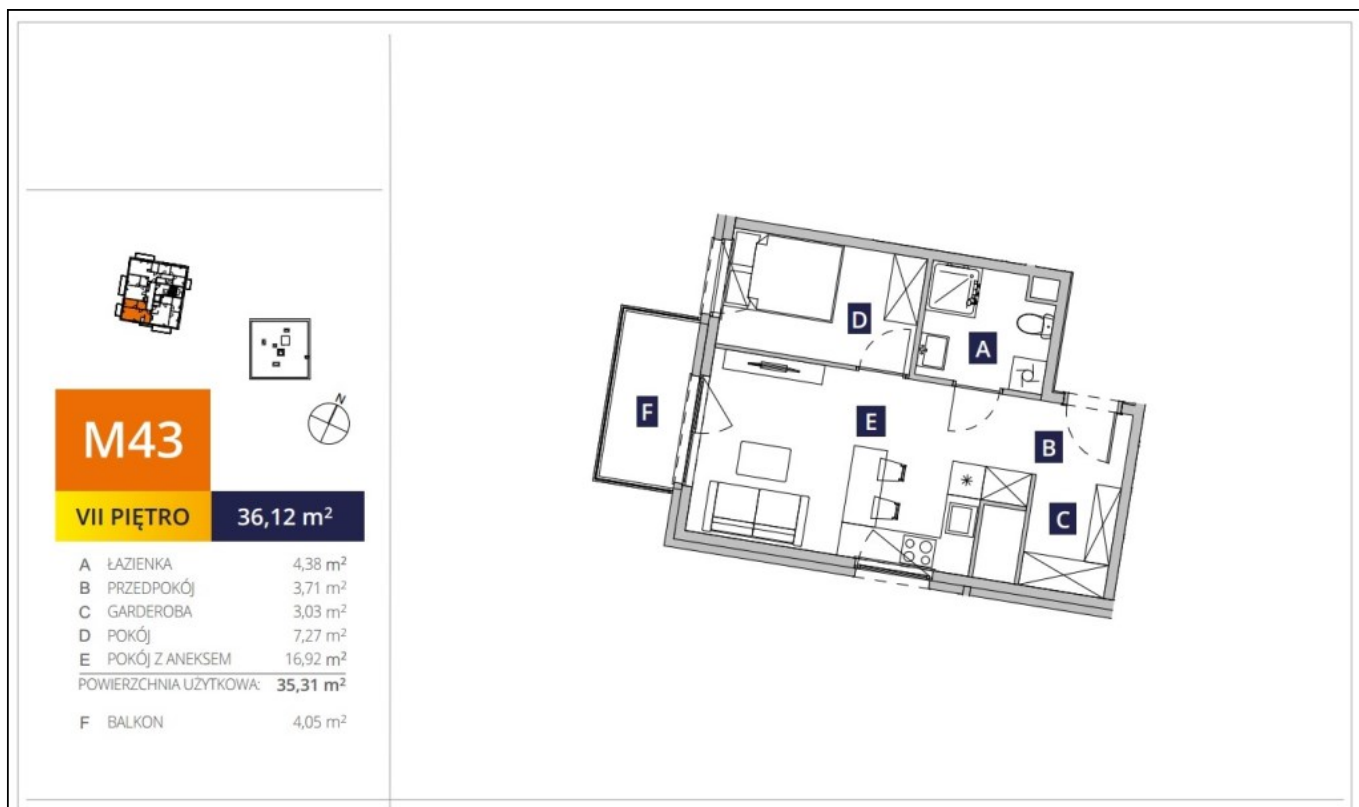 N
M43
VII PIĘTRO 36,12 m²
A ŁAZIENKA 4,38 m²
B PRZEDPOKÓJ 3,71 m²
C GARDEROBA 3,03 m²
D POKÓJ 7,27 m²
E POKÓJ Z ANEKSEM 16,92 m²
POWIERZCHNIA UŻYTKOWA: 35,31 m²
F BALKON 4,05 m²
D
A
F
E
B
C